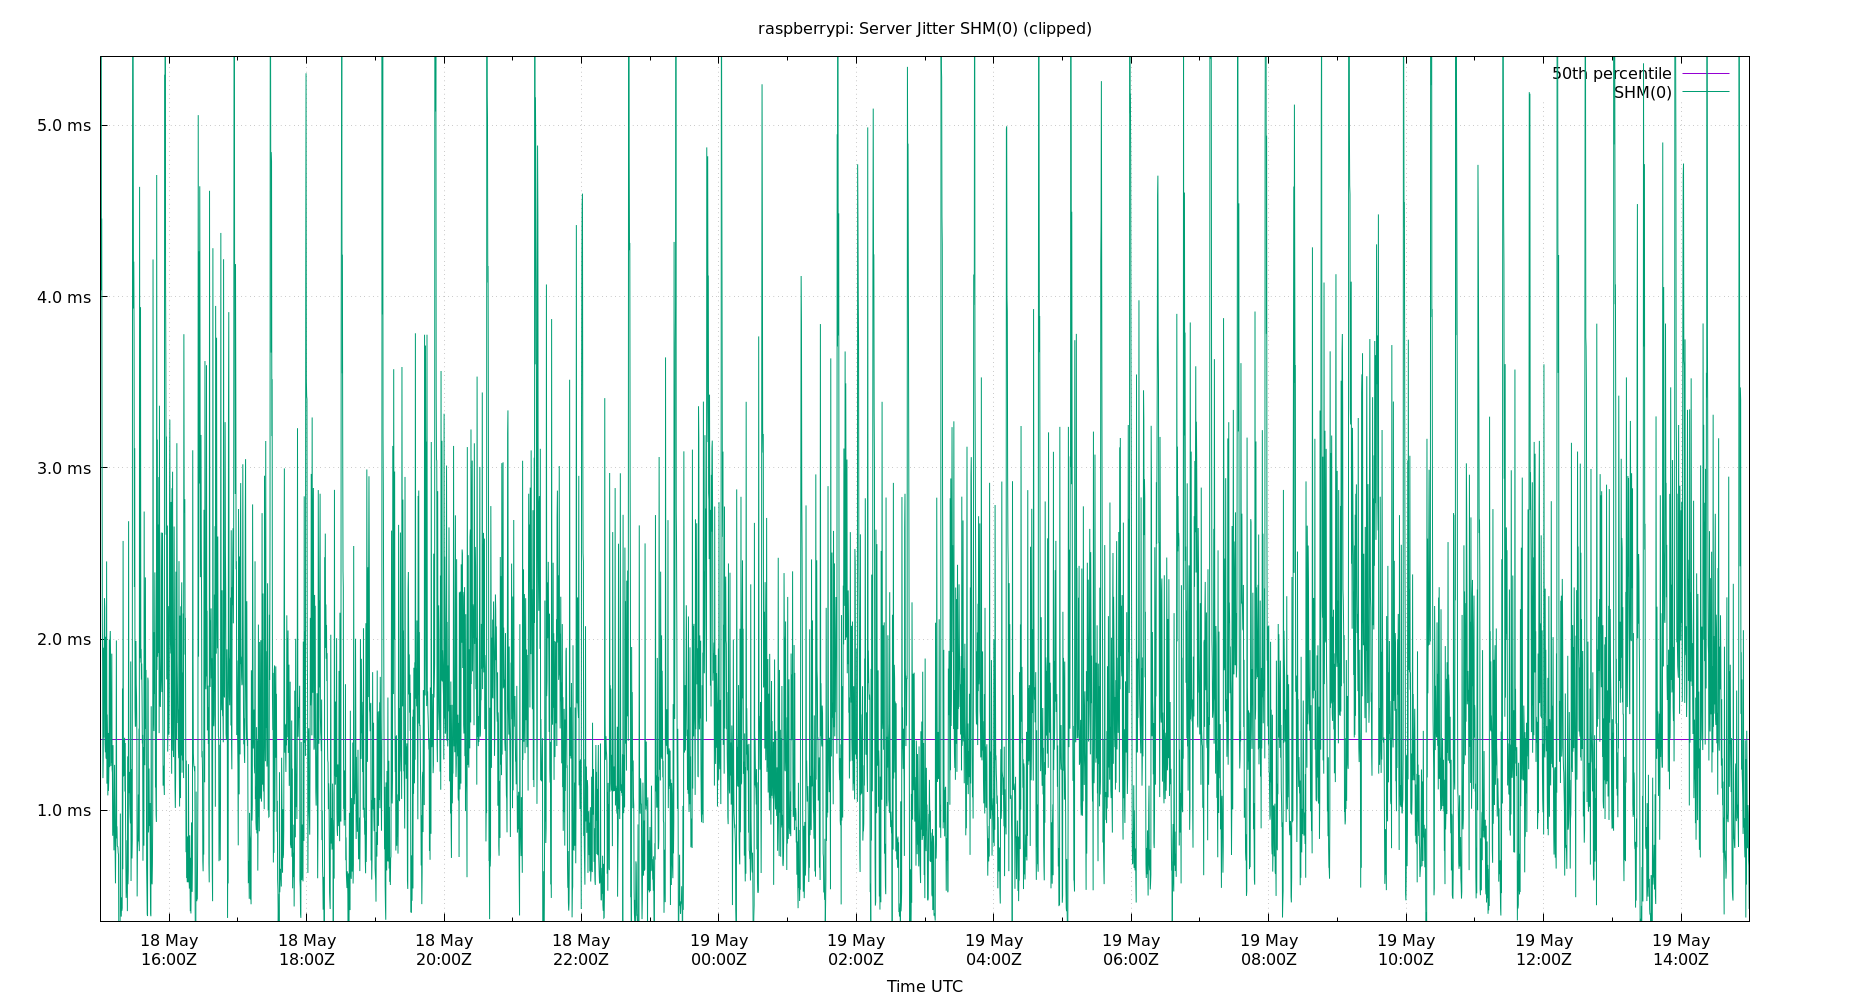 raspberrypi: Server Jitter SHM(0) (clipped)
50th percentile
SHM(0)
5.0 ms
4.0 ms
3.0 ms
2.0 ms
1.0 ms
18 May 18 May 18 May 18 May 19 May 19 May 19 May 19 May 19 May 19 May 19 May 19 May
16:00Z 18:00Z 20:00Z 22:00Z 00:00Z 02:00Z 04:00Z 06:00Z 08:00Z 10:00Z 12:00Z 14:00Z
Time UTC